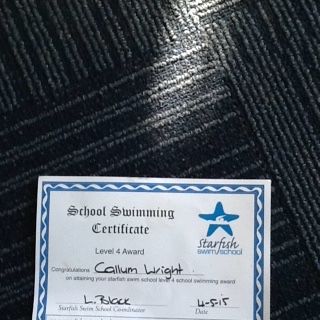 School Swimming
Certificate
Starfish
swim school
Level 4 Award
Congratulations Callum Wright
on attaining your starfish swim school level 4 school swimming award
L. Black 4-5-15
Starfish Swim School Coordinator Date